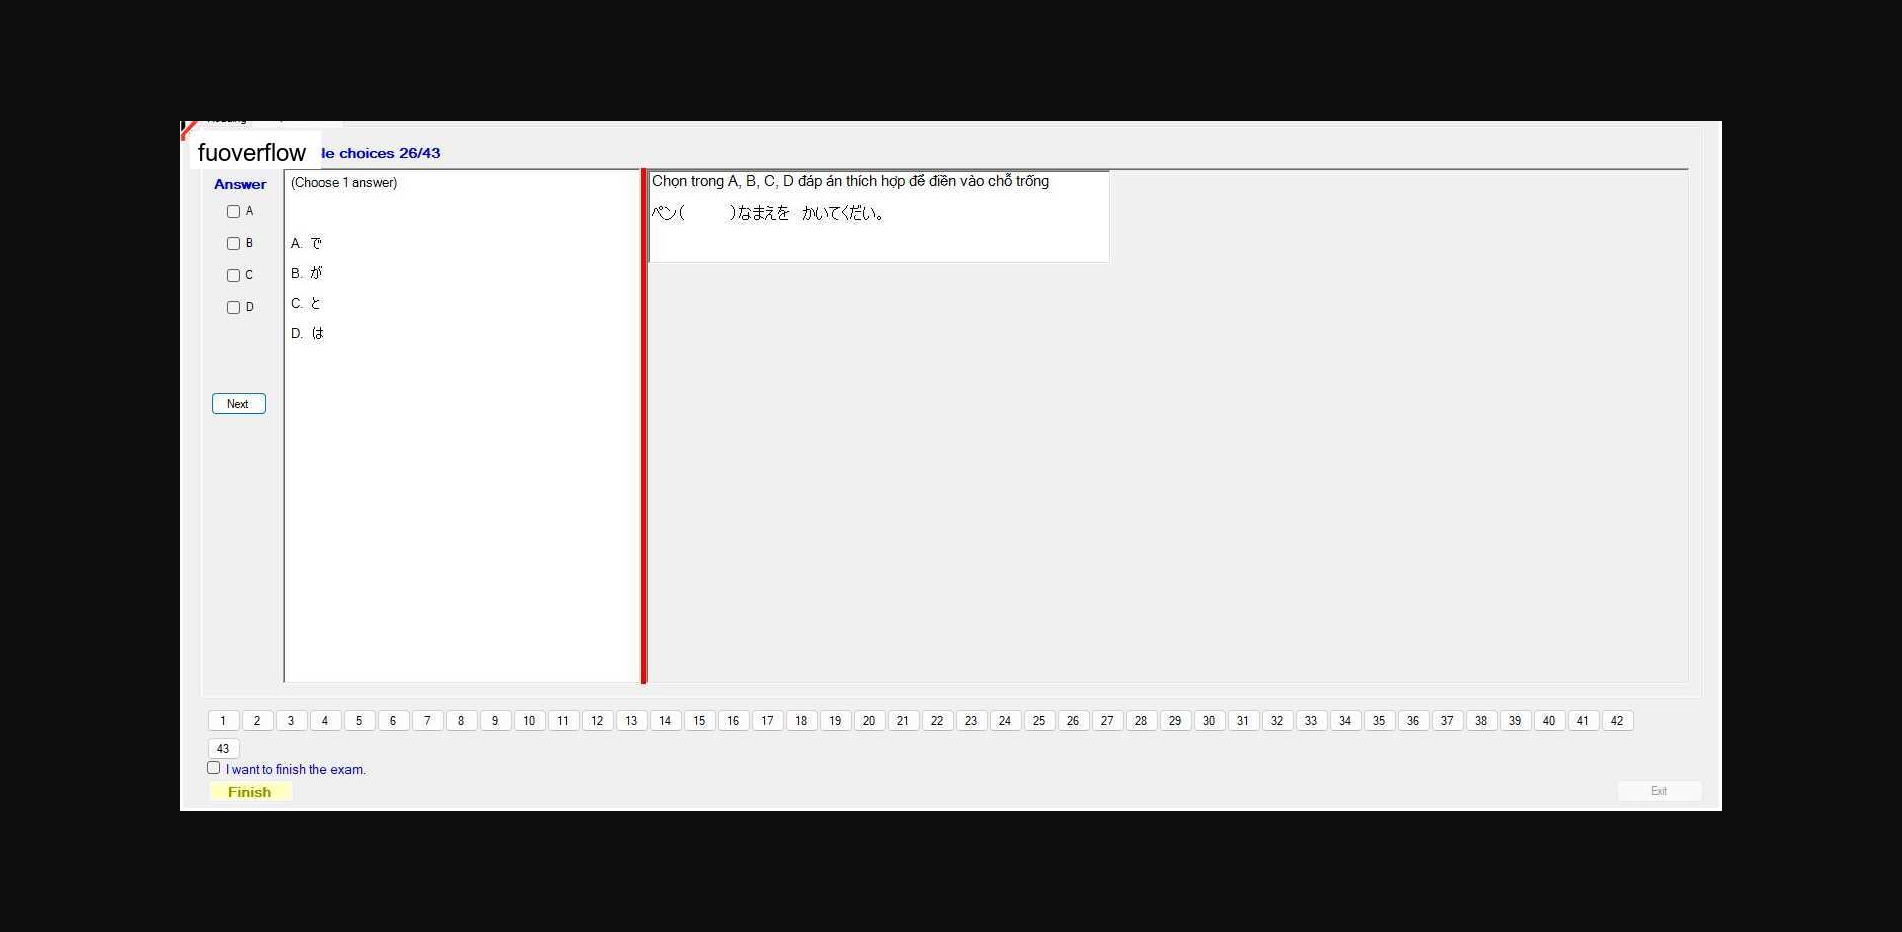 fuoverflow le choices 26/43
Answer
(Choose 1 answer)
A
B
C
D
A. で
B. が
C. と
D. は
Next
Chọn trong A, B, C, D đáp án thích hợp để điền vào chỗ trống
ペン( )なまえを かいてくだい。
1 2 3 4 5 6 7 8 9 10 11 12 13 14 15 16 17 18 19 20 21 22 23 24 25 26 27 28 29 30 31 32 33 34 35 36 37 38 39 40 41 42
43
I want to finish the exam.
Finish
Exit